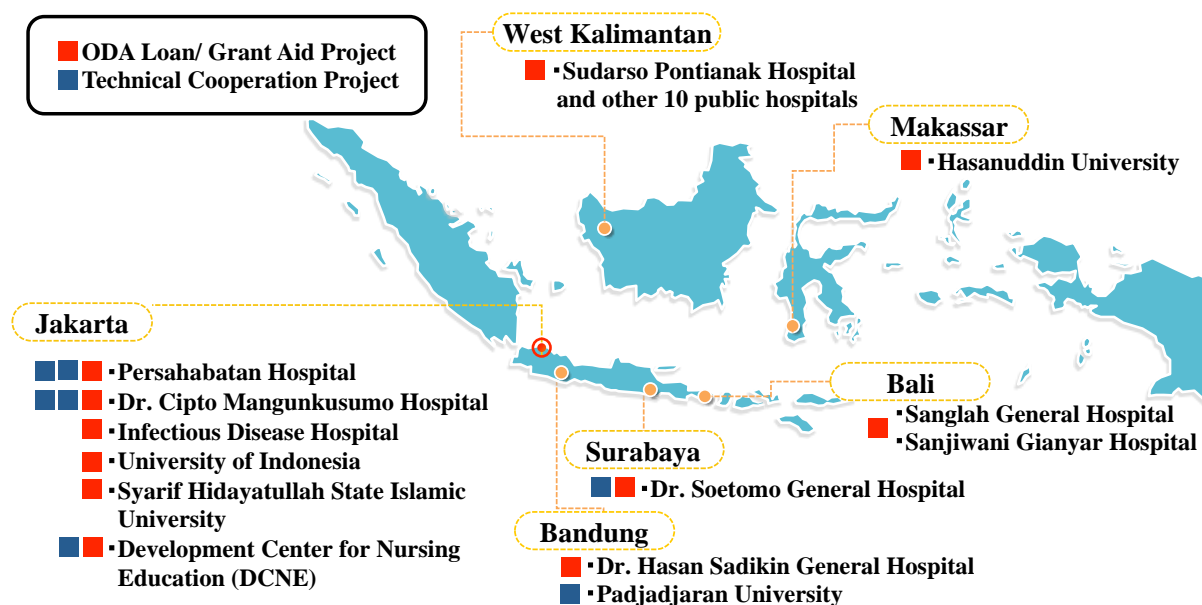 ODA Loan/ Grant Aid Project
Technical Cooperation Project
West Kalimantan
･Sudarso Pontianak Hospital
and other 10 public hospitals
Makassar
･Hasanuddin University
Jakarta
･Persahabatan Hospital
･Dr. Cipto Mangunkusumo Hospital
･Infectious Disease Hospital
･University of Indonesia
･Syarif Hidayatullah State Islamic
University
･Development Center for Nursing
Education (DCNE)
Bali
･Sanglah General Hospital
･Sanjiwani Gianyar Hospital
Surabaya
･Dr. Soetomo General Hospital
Bandung
･Dr. Hasan Sadikin General Hospital
･Padjadjaran University